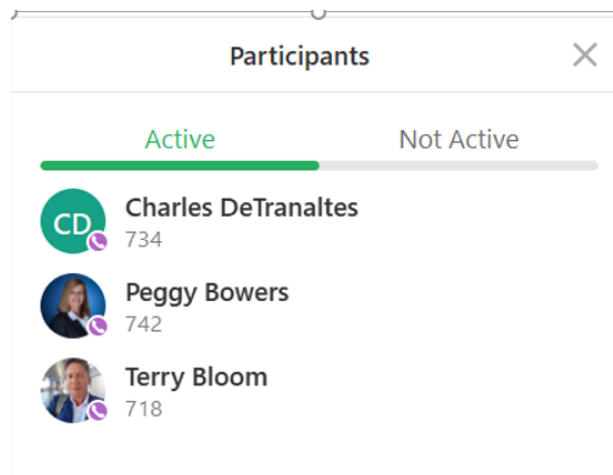 Participants
Active
Not Active
CD
Charles DeTranaltes
734
Peggy Bowers
742
Terry Bloom
718